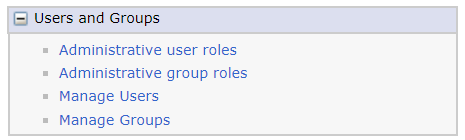 Users and Groups
Administrative user roles
Administrative group roles
Manage Users
Manage Groups